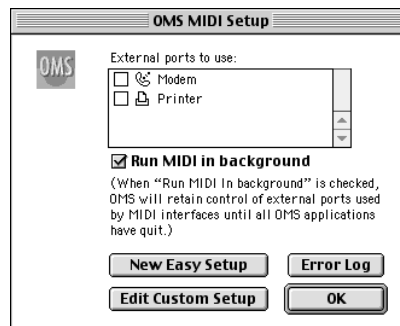 OMS MIDI Setup
OMS
External ports to use:
Modem
Printer
Run MIDI in background
(When “Run MIDI In background” is checked,
OMS will retain control of external ports used
by MIDI interfaces until all OMS applications
have quit.)
New Easy Setup
Error Log
Edit Custom Setup
OK